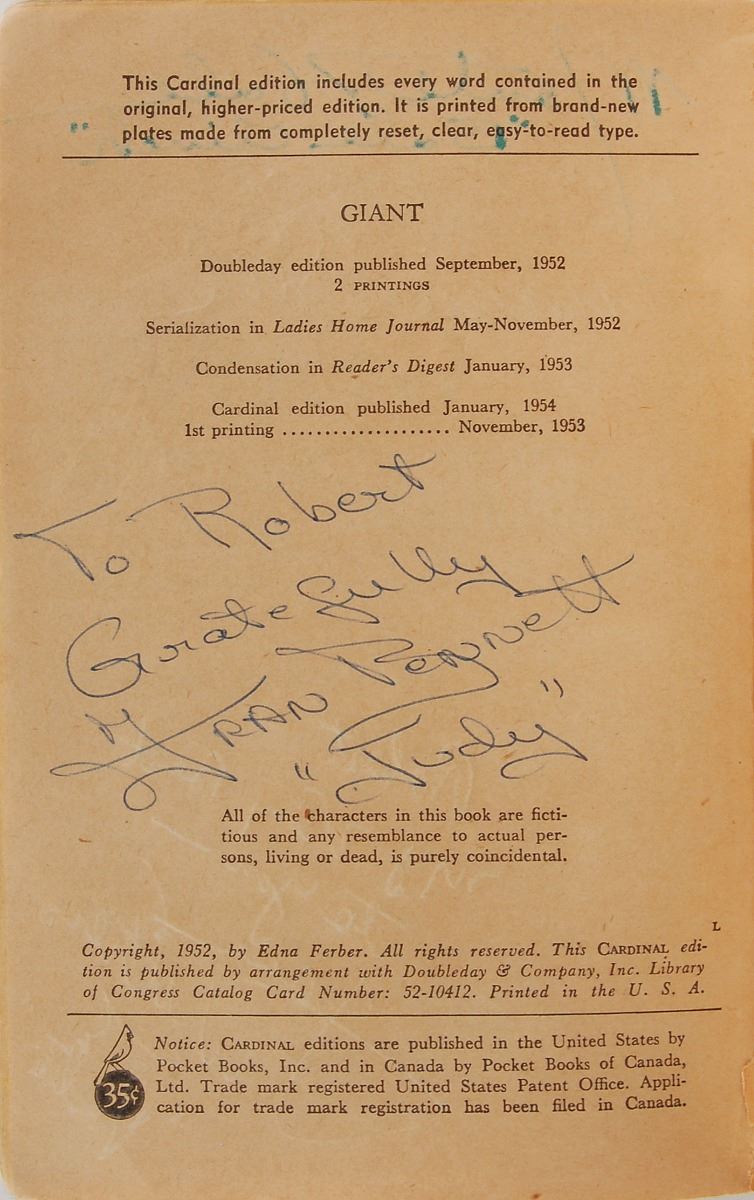 This Cardinal edition includes every word contained in the
original, higher-priced edition. It is printed from brand-new
plates made from completely reset, clear, easy-to-read type.
GIANT
Doubleday edition published September, 1952
2 PRINTINGS
Serialization in Ladies Home Journal May-November, 1952
Condensation in Reader's Digest January, 1953
Cardinal edition published January, 1954
1st printing .................... November, 1953
To Robert
Gratefully
FRAN Bennett
"Judy"
All of the characters in this book are ficti-
tious and any resemblance to actual per-
sons, living or dead, is purely coincidental.
L
Copyright, 1952, by Edna Ferber. All rights reserved. This CARDINAL edi-
tion is published by arrangement with Doubleday & Company, Inc. Library
of Congress Catalog Card Number: 52-10412. Printed in the U. S. A.
35¢
Notice: CARDINAL editions are published in the United States by
Pocket Books, Inc. and in Canada by Pocket Books of Canada,
Ltd. Trade mark registered United States Patent Office. Appli-
cation for trade mark registration has been filed in Canada.